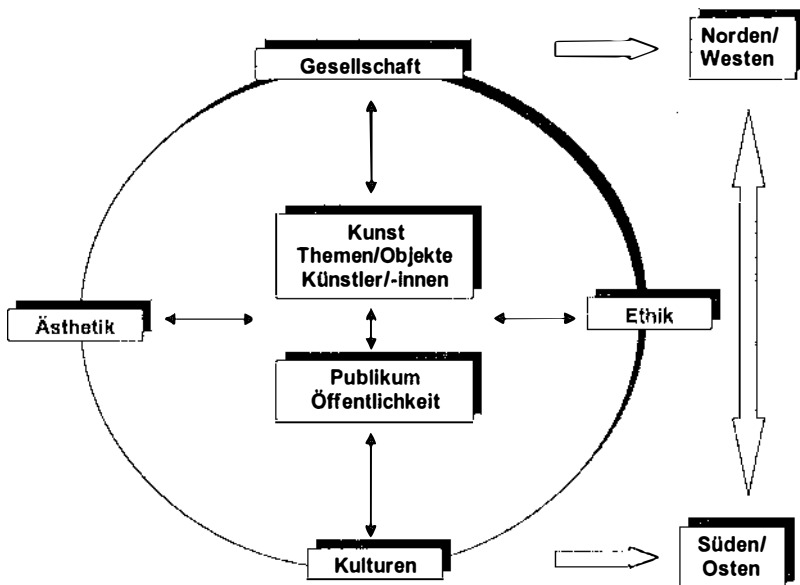 Gesellschaft
Norden/
Westen
Kunst
Themen/Objekte
Künstler/-innen
Ästhetik
Ethik
Publikum
Öffentlichkeit
Kulturen
Süden/
Osten